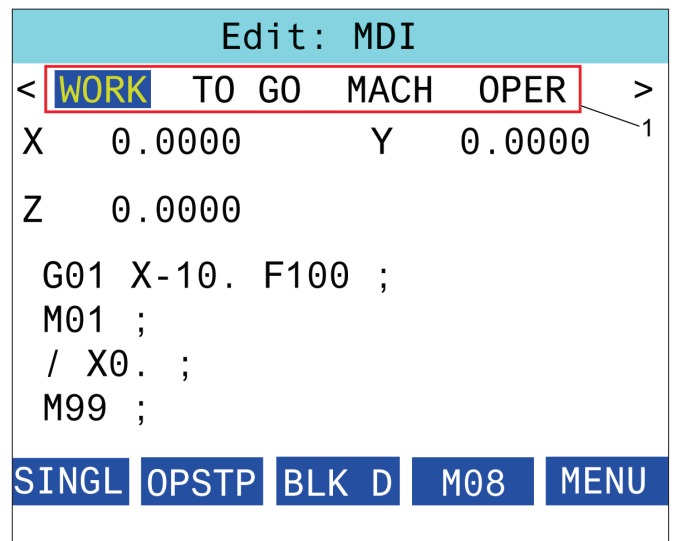 Edit: MDI
< WORK TO GO MACH OPER >
1
X 0.0000 Y 0.0000
Z 0.0000
G01 X-10. F100 ;
M01 ;
/ X0. ;
M99 ;
SINGL OPSTP BLK D M08 MENU